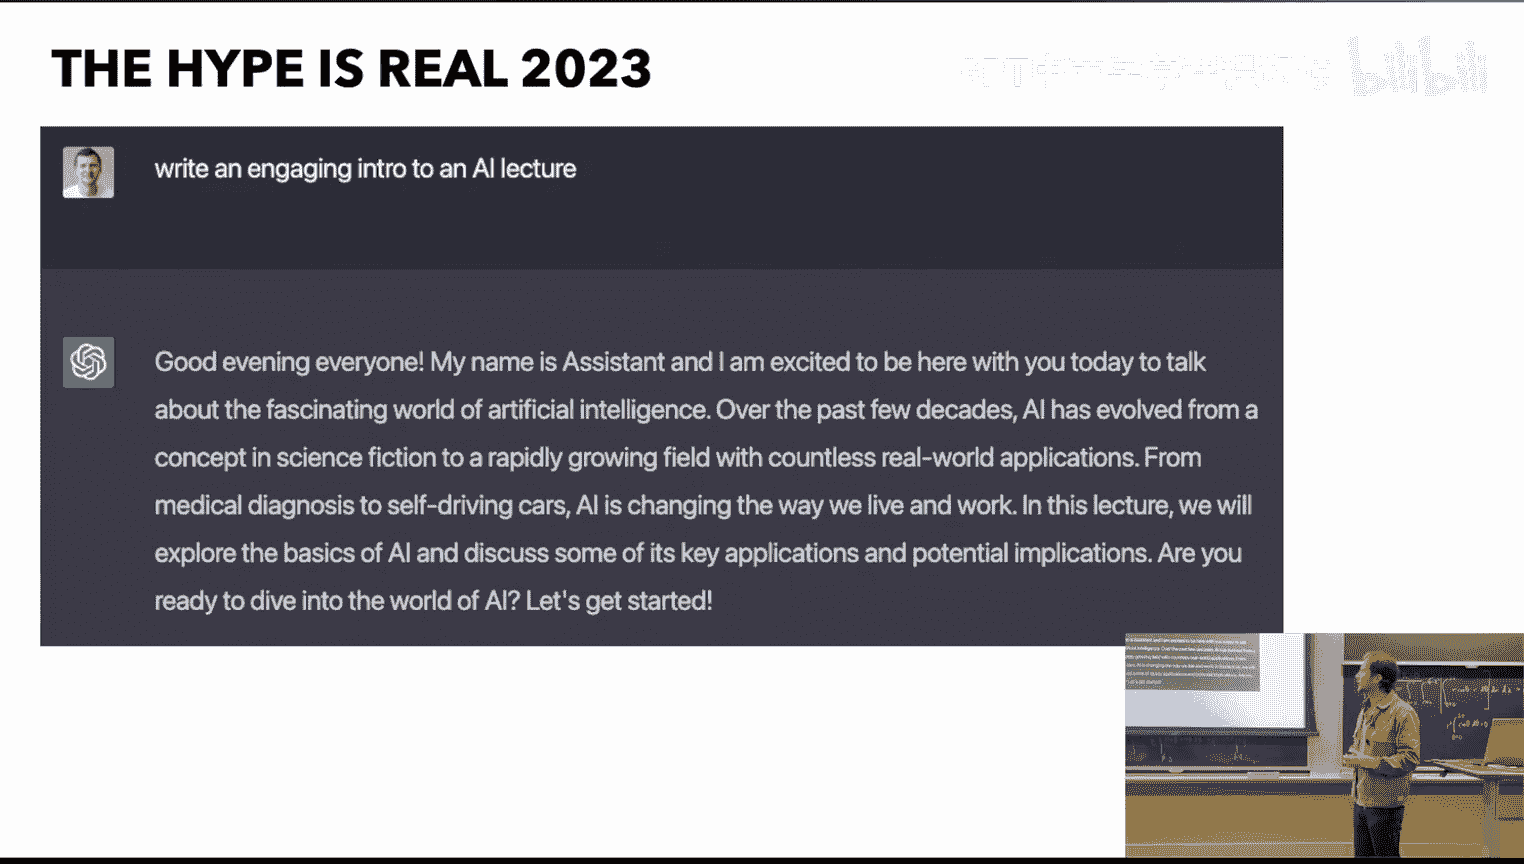 THE HYPE IS REAL 2023
bilibili
write an engaging intro to an AI lecture
Good evening everyone! My name is Assistant and I am excited to be here with you today to talk
about the fascinating world of artificial intelligence. Over the past few decades, AI has evolved from a
concept in science fiction to a rapidly growing field with countless real-world applications. From
medical diagnosis to self-driving cars, AI is changing the way we live and work. In this lecture, we will
explore the basics of AI and discuss some of its key applications and potential implications. Are you
ready to dive into the world of AI? Let's get started!